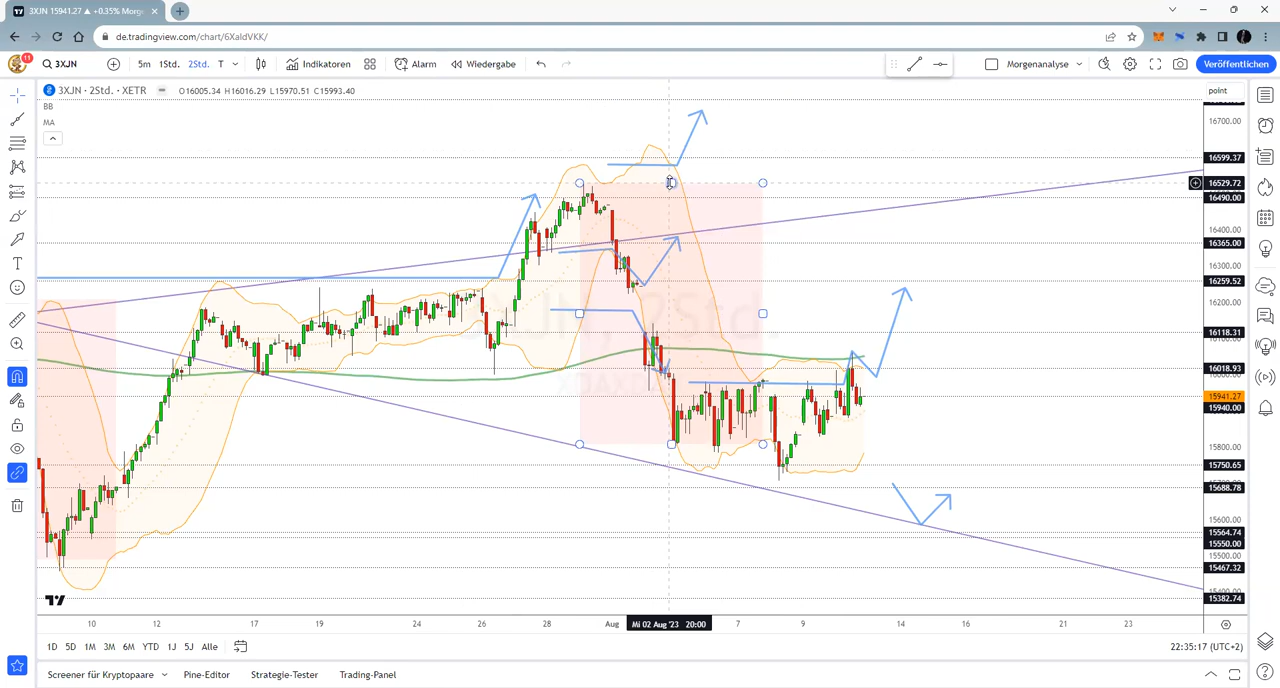 3XJN 15941.27 ▲ +0.35% Morg
de.tradingview.com/chart/6XaIdVKK/
11
3XJN
5m 1Std. 2Std. T
Indikatoren
Alarm
Wiedergabe
Morgenanalyse
Veröffentlichen
3XJN · 2Std. · XETR
O16005.34 H16016.29 L15970.51 C15993.40
BB
MA
point
16700.00
16599.37
16529.72
16490.00
16400.00
16365.00
16300.00
16259.52
16200.00
16118.31
16018.93
15941.27
15940.00
15800.00
15750.65
15688.78
15600.00
15564.74
15550.00
15500.00
15467.32
15382.74
10 12 17 19 24 26 28 Aug Mi 02 Aug '23 20:00 7 9 14 16 21 23
1D 5D 1M 3M 6M YTD 1J 5J Alle
22:35:17 (UTC+2)
Screener für Kryptopaare Pine-Editor Strategie-Tester Trading-Panel